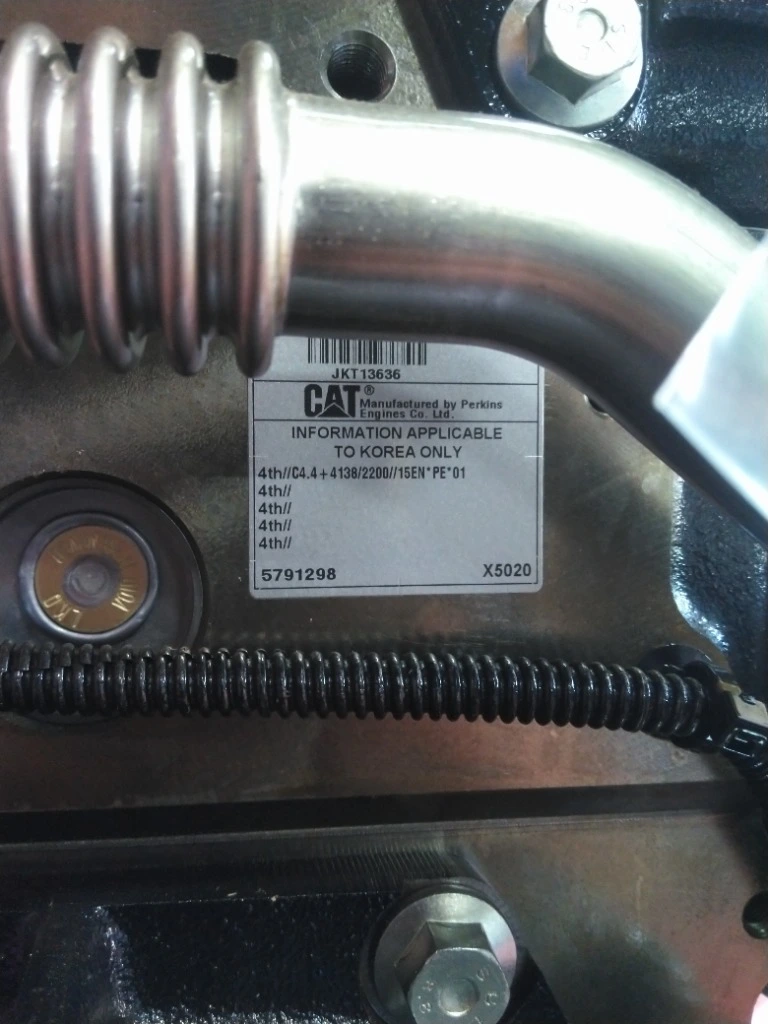 JKT13636
CAT® Manufactured by Perkins
Engines Co. Ltd.
INFORMATION APPLICABLE
TO KOREA ONLY
4th//C4.4+4138/2200//15EN*PE*01
4th//
4th//
4th//
4th//
5791298 X5020